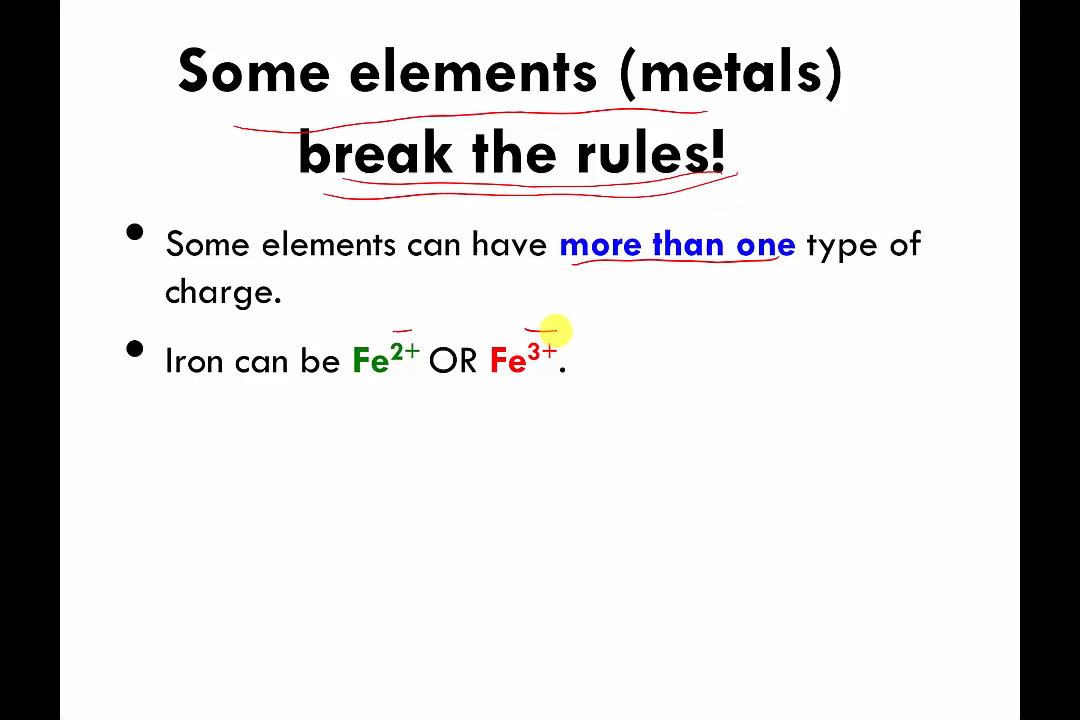 Some elements (metals)
break the rules!
• Some elements can have more than one type of
charge.
• Iron can be Fe²⁺ OR Fe³⁺.